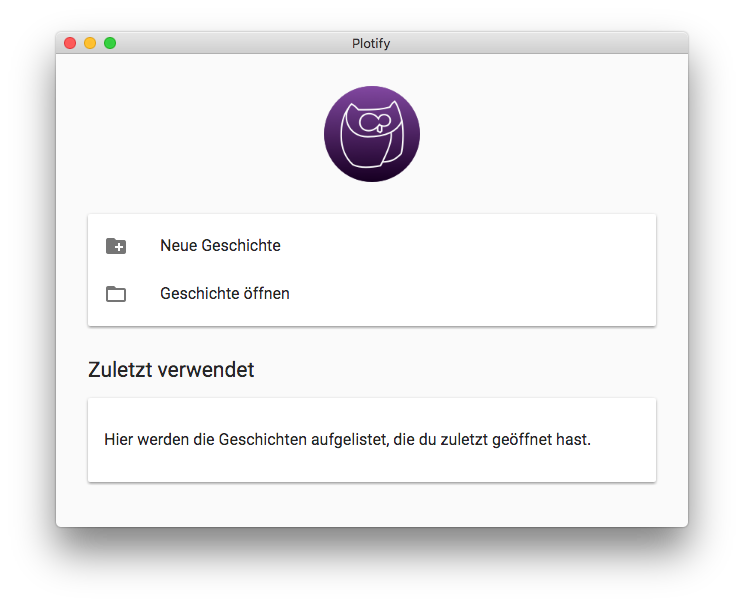 Plotify
Neue Geschichte
Geschichte öffnen
Zuletzt verwendet
Hier werden die Geschichten aufgelistet, die du zuletzt geöffnet hast.